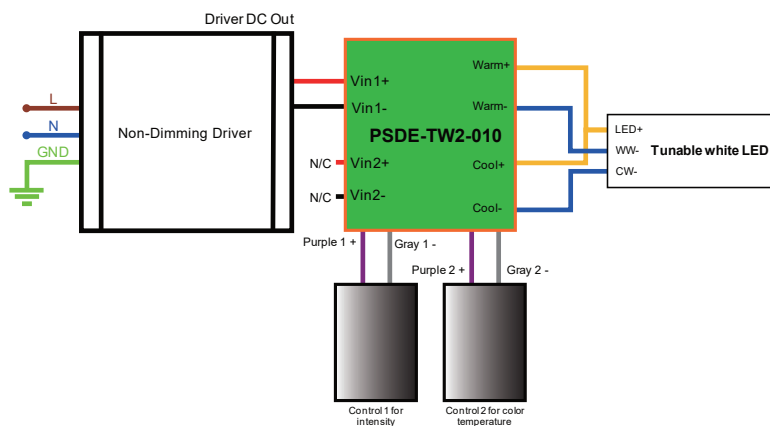 Driver DC Out
L
N
GND
Non-Dimming Driver
Vin1+
Vin1-
PSDE-TW2-010
N/C
Vin2+
N/C
Vin2-
Warm+
Warm-
Cool+
Cool-
LED+
WW-
CW-
Tunable white LED
Purple 1 +
Gray 1 -
Purple 2 +
Gray 2 -
Control 1 for
intensity
Control 2 for color
temperature